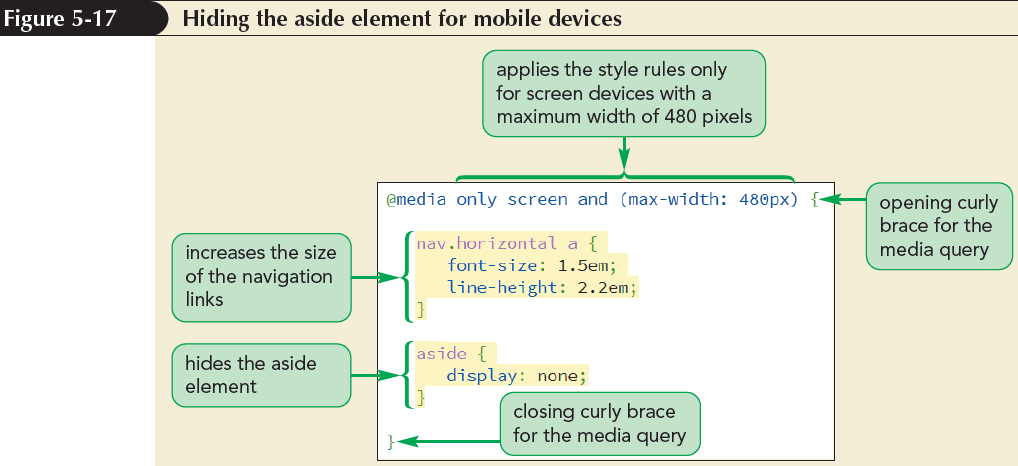 Figure 5-17 Hiding the aside element for mobile devices
applies the style rules only
for screen devices with a
maximum width of 480 pixels
@media only screen and (max-width: 480px) {
opening curly
brace for the
media query
increases the size
of the navigation
links
nav.horizontal a {
font-size: 1.5em;
line-height: 2.2em;
}
hides the aside
element
aside {
display: none;
}
closing curly brace
for the media query
}